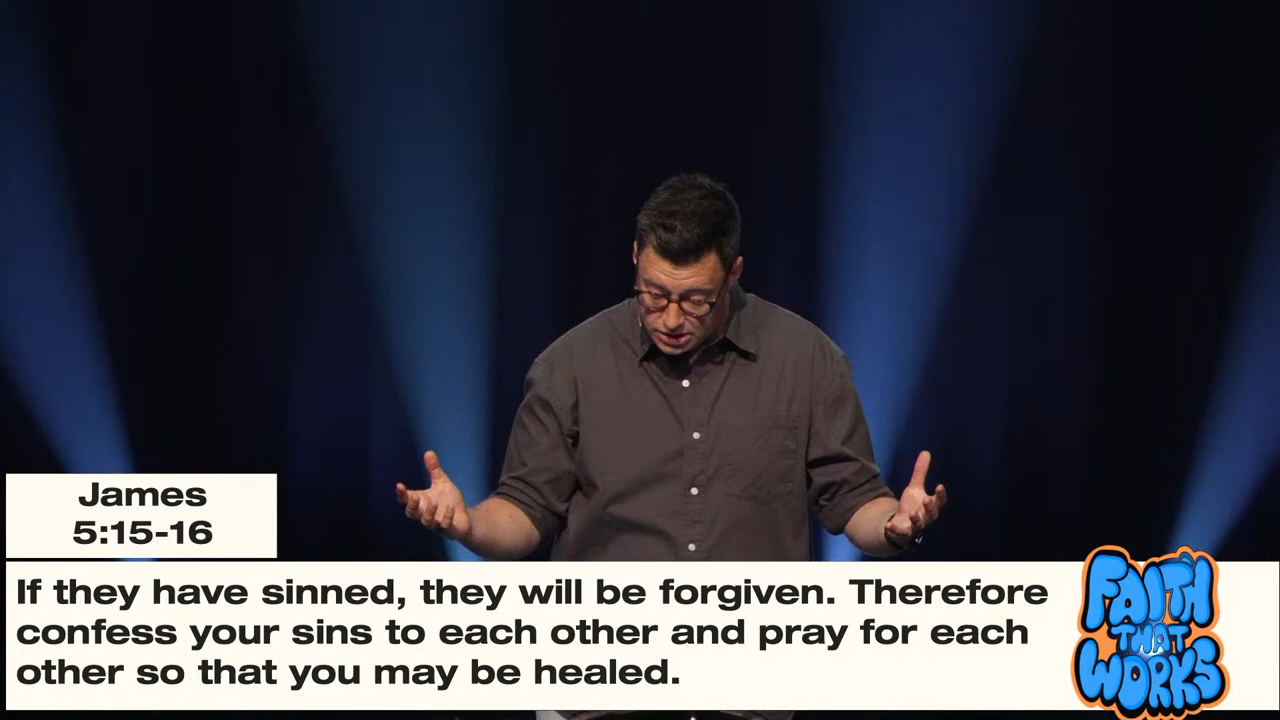 James
5:15-16
If they have sinned, they will be forgiven. Therefore
confess your sins to each other and pray for each
other so that you may be healed.
FAITH
THAT
WORKS